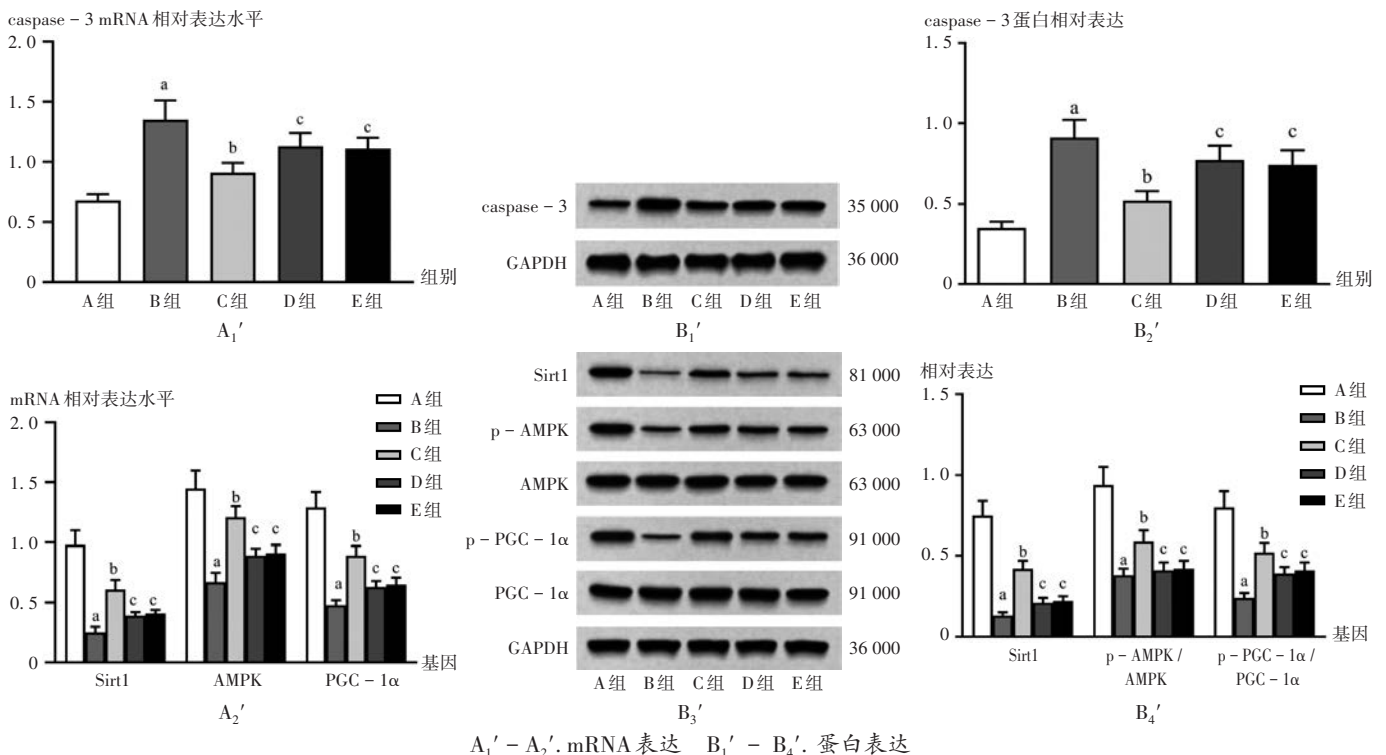 caspase - 3 mRNA 相对表达水平
2.0
1.5
1.0
0.5
0
a
b
c
c
A组 B组 C组 D组 E组
组别
A₁′
caspase - 3
35 000
GAPDH
36 000
A组 B组 C组 D组 E组
B₁′
caspase - 3 蛋白相对表达
1.5
1.0
0.5
0
a
b
c
c
A组 B组 C组 D组 E组
组别
B₂′
mRNA 相对表达水平
2.0
1.5
1.0
0.5
0
A组
B组
C组
D组
E组
a b c c
a b c c
a b c c
Sirt1 AMPK PGC - 1α
基因
A₂′
Sirt1 81 000
p - AMPK 63 000
AMPK 63 000
p - PGC - 1α 91 000
PGC - 1α 91 000
GAPDH 36 000
A组 B组 C组 D组 E组
B₃′
相对表达
1.5
1.0
0.5
0
A组
B组
C组
D组
E组
a b c c
a b c c
a b c c
Sirt1 p - AMPK / p - PGC - 1α /
AMPK PGC - 1α
基因
B₄′
A₁′ - A₂′. mRNA 表达 B₁′ - B₄′. 蛋白表达